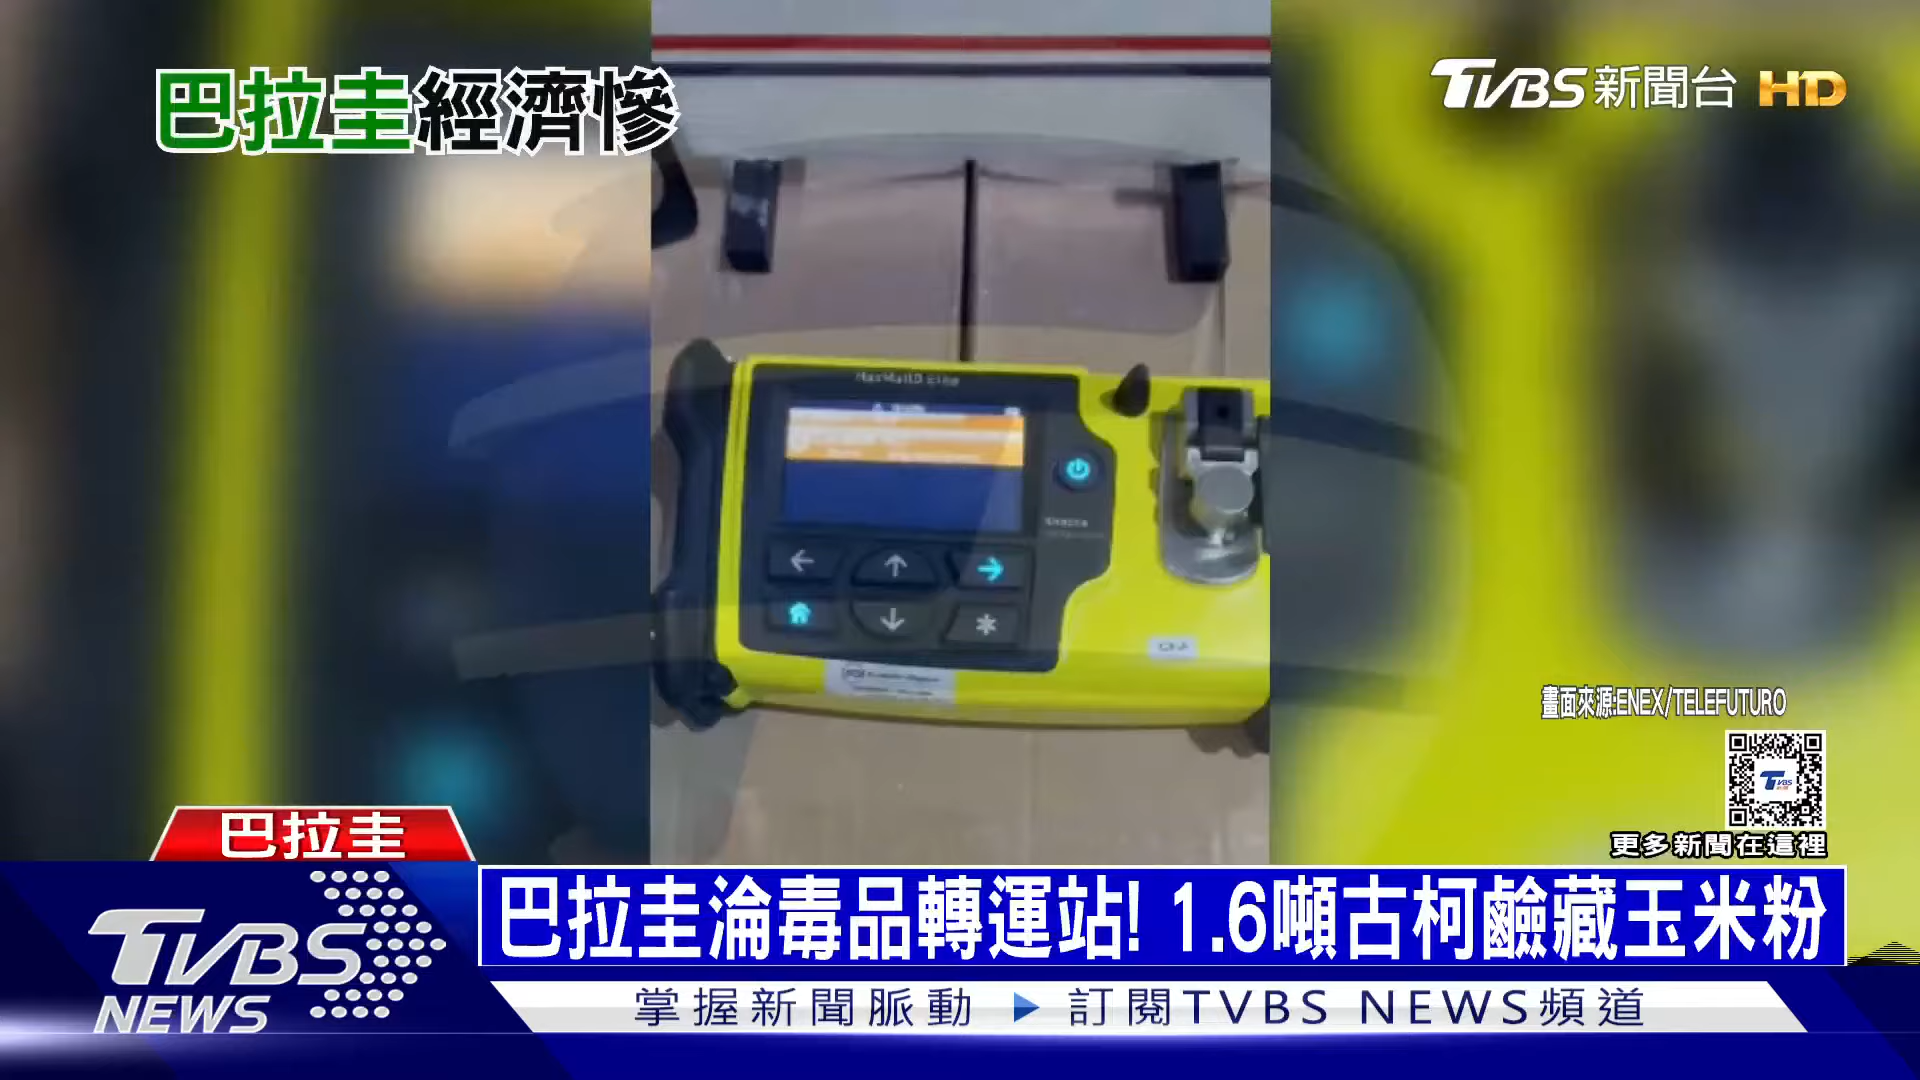 巴拉圭經濟慘
TVBS新聞台 HD
畫面來源:ENEX/TELEFUTURO
TVBS
更多新聞在這裡
巴拉圭
巴拉圭淪毒品轉運站! 1.6噸古柯鹼藏玉米粉
TVBS
NEWS
掌握新聞脈動 ▶ 訂閱TVBS NEWS頻道